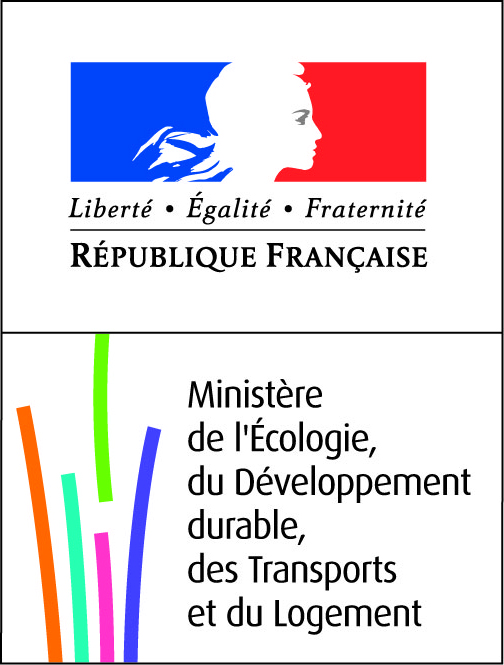 Liberté • Égalité • Fraternité
RÉPUBLIQUE FRANÇAISE
Ministère
de l'Écologie,
du Développement
durable,
des Transports
et du Logement